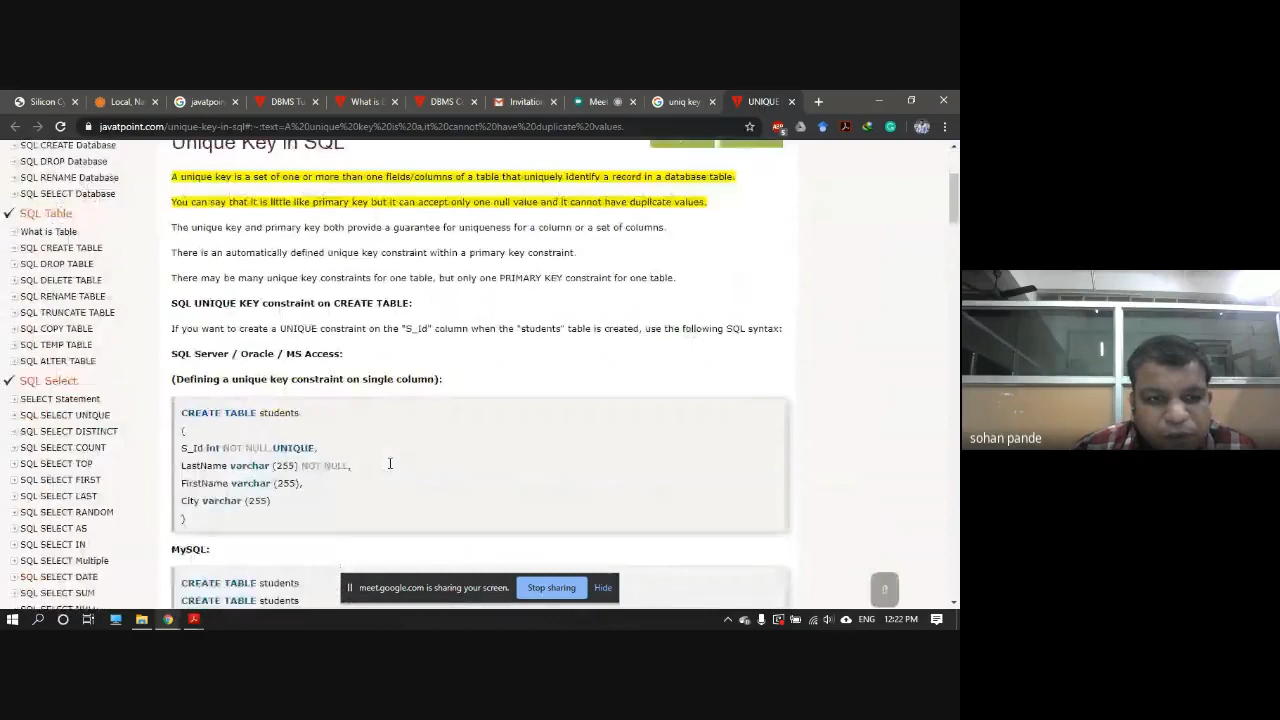 Silicon Cy
Local, Na
javatpoin
DBMS Tu
What is D
DBMS C
Invitation
Meet
uniq key
UNIQUE
javatpoint.com/unique-key-in-sql#:~:text=A%20unique%20key%20is%20a,it%20cannot%20have%20duplicate%20values.
SQL CREATE Database
SQL DROP Database
SQL RENAME Database
SQL SELECT Database
SQL Table
What is Table
SQL CREATE TABLE
SQL DROP TABLE
SQL DELETE TABLE
SQL RENAME TABLE
SQL TRUNCATE TABLE
SQL COPY TABLE
SQL TEMP TABLE
SQL ALTER TABLE
SQL Select
SELECT Statement
SQL SELECT UNIQUE
SQL SELECT DISTINCT
SQL SELECT COUNT
SQL SELECT TOP
SQL SELECT FIRST
SQL SELECT LAST
SQL SELECT RANDOM
SQL SELECT AS
SQL SELECT IN
SQL SELECT Multiple
SQL SELECT DATE
SQL SELECT SUM
SQL SELECT NULL
Unique Key in SQL
A unique key is a set of one or more than one fields/columns of a table that uniquely identify a record in a database table.
You can say that it is little like primary key but it can accept only one null value and it cannot have duplicate values.
The unique key and primary key both provide a guarantee for uniqueness for a column or a set of columns.
There is an automatically defined unique key constraint within a primary key constraint.
There may be many unique key constraints for one table, but only one PRIMARY KEY constraint for one table.
SQL UNIQUE KEY constraint on CREATE TABLE:
If you want to create a UNIQUE constraint on the "S_Id" column when the "students" table is created, use the following SQL syntax:
SQL Server / Oracle / MS Access:
(Defining a unique key constraint on single column):
CREATE TABLE students
(
S_Id int NOT NULL UNIQUE,
LastName varchar (255) NOT NULL,
FirstName varchar (255),
City varchar (255)
)
MySQL:
CREATE TABLE students
CREATE TABLE students
meet.google.com is sharing your screen.
Stop sharing
Hide
ENG
12:22 PM
sohan pande